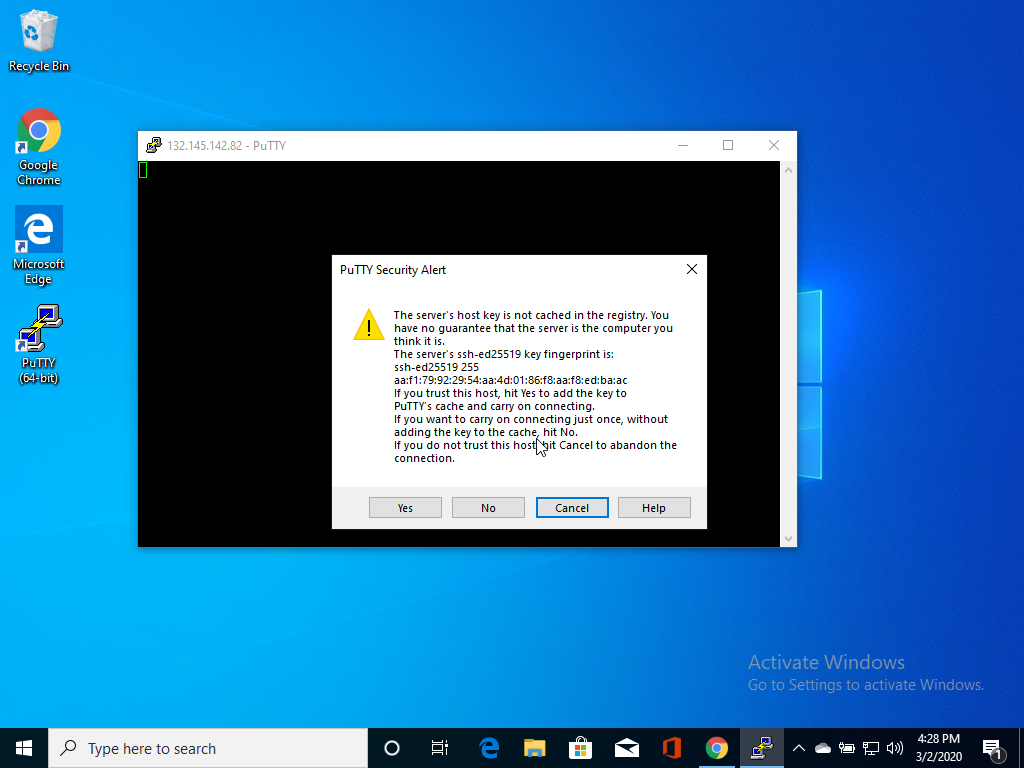 Recycle Bin
Google
Chrome
Microsoft
Edge
PuTTY
(64-bit)
132.145.142.82 - PuTTY
PuTTY Security Alert
The server's host key is not cached in the registry. You
have no guarantee that the server is the computer you
think it is.
The server's ssh-ed25519 key fingerprint is:
ssh-ed25519 255
aa:f1:79:92:29:54:aa:4d:01:86:f8:aa:f8:ed:ba:ac
If you trust this host, hit Yes to add the key to
PuTTY's cache and carry on connecting.
If you want to carry on connecting just once, without
adding the key to the cache, hit No.
If you do not trust this host, hit Cancel to abandon the
connection.
Yes
No
Cancel
Help
Activate Windows
Go to Settings to activate Windows.
Type here to search
4:28 PM
3/2/2020
1